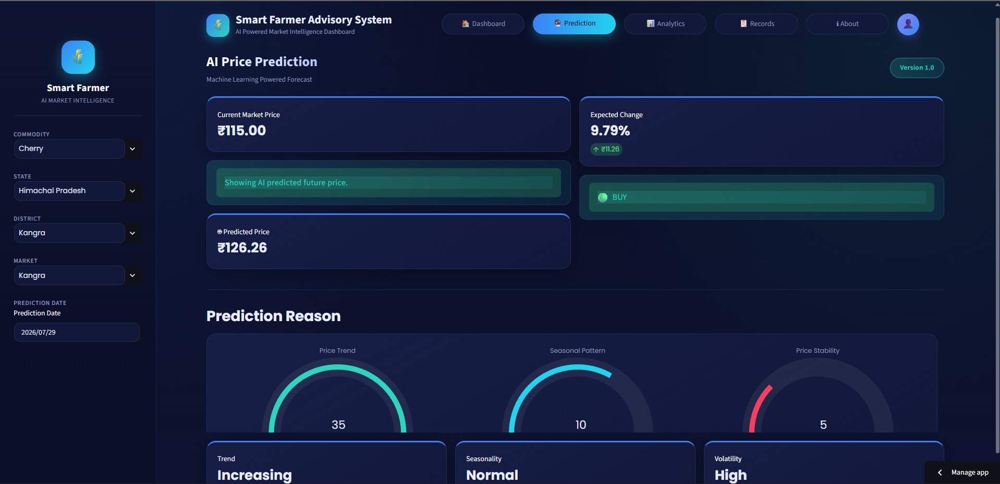 Smart Farmer
AI MARKET INTELLIGENCE
COMMODITY
Cherry
STATE
Himachal Pradesh
DISTRICT
Kangra
MARKET
Kangra
PREDICTION DATE
Prediction Date
2026/07/29
Smart Farmer Advisory System
AI Powered Market Intelligence Dashboard
Dashboard
Prediction
Analytics
Records
ℹ About
AI Price Prediction
Machine Learning Powered Forecast
Version 1.0
Current Market Price
₹115.00
Expected Change
9.79%
↑ ₹11.26
Showing AI predicted future price.
BUY
Predicted Price
₹126.26
Prediction Reason
Price Trend
35
Seasonal Pattern
10
Price Stability
5
Trend
Increasing
Seasonality
Normal
Volatility
High
Manage app